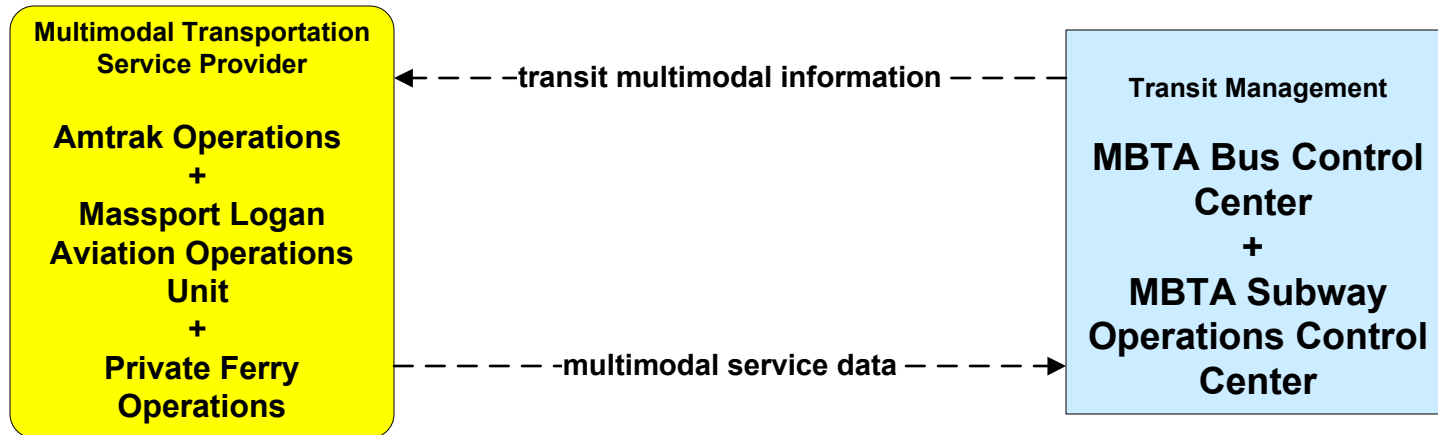 Multimodal Transportation
Service Provider
Amtrak Operations
+
Massport Logan
Aviation Operations
Unit
+
Private Ferry
Operations
transit multimodal information
multimodal service data
Transit Management
MBTA Bus Control
Center
+
MBTA Subway
Operations Control
Center